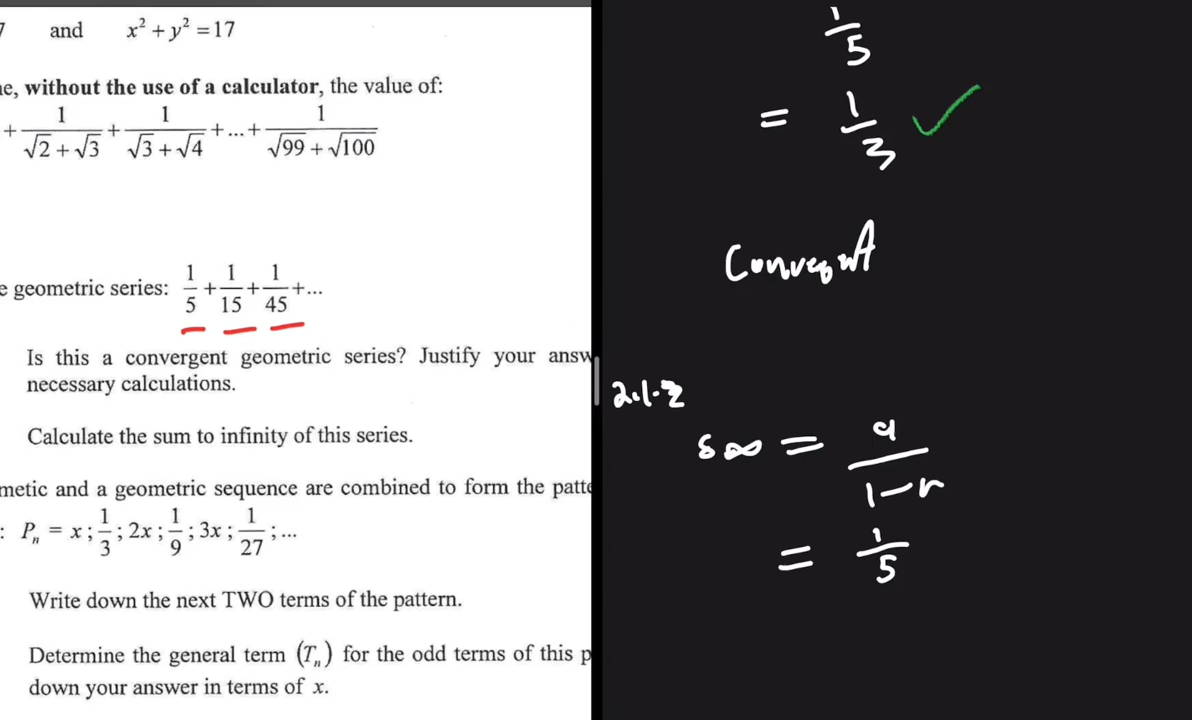 7 and x² + y² = 17
e, without the use of a calculator, the value of:
+ 1/(√2 + √3) + 1/(√3 + √4) + ... + 1/(√99 + √100)
e geometric series: 1/5 + 1/15 + 1/45 + ...
Is this a convergent geometric series? Justify your answ
necessary calculations.
Calculate the sum to infinity of this series.
metic and a geometric sequence are combined to form the patte
: Pₙ = x ; 1/3 ; 2x ; 1/9 ; 3x ; 1/27 ; ...
Write down the next TWO terms of the pattern.
Determine the general term (Tₙ) for the odd terms of this p
down your answer in terms of x.
1/5
= 1/3 ✓
Convergent
2.1.2
S∞ = a/(1-r)
= 1/5